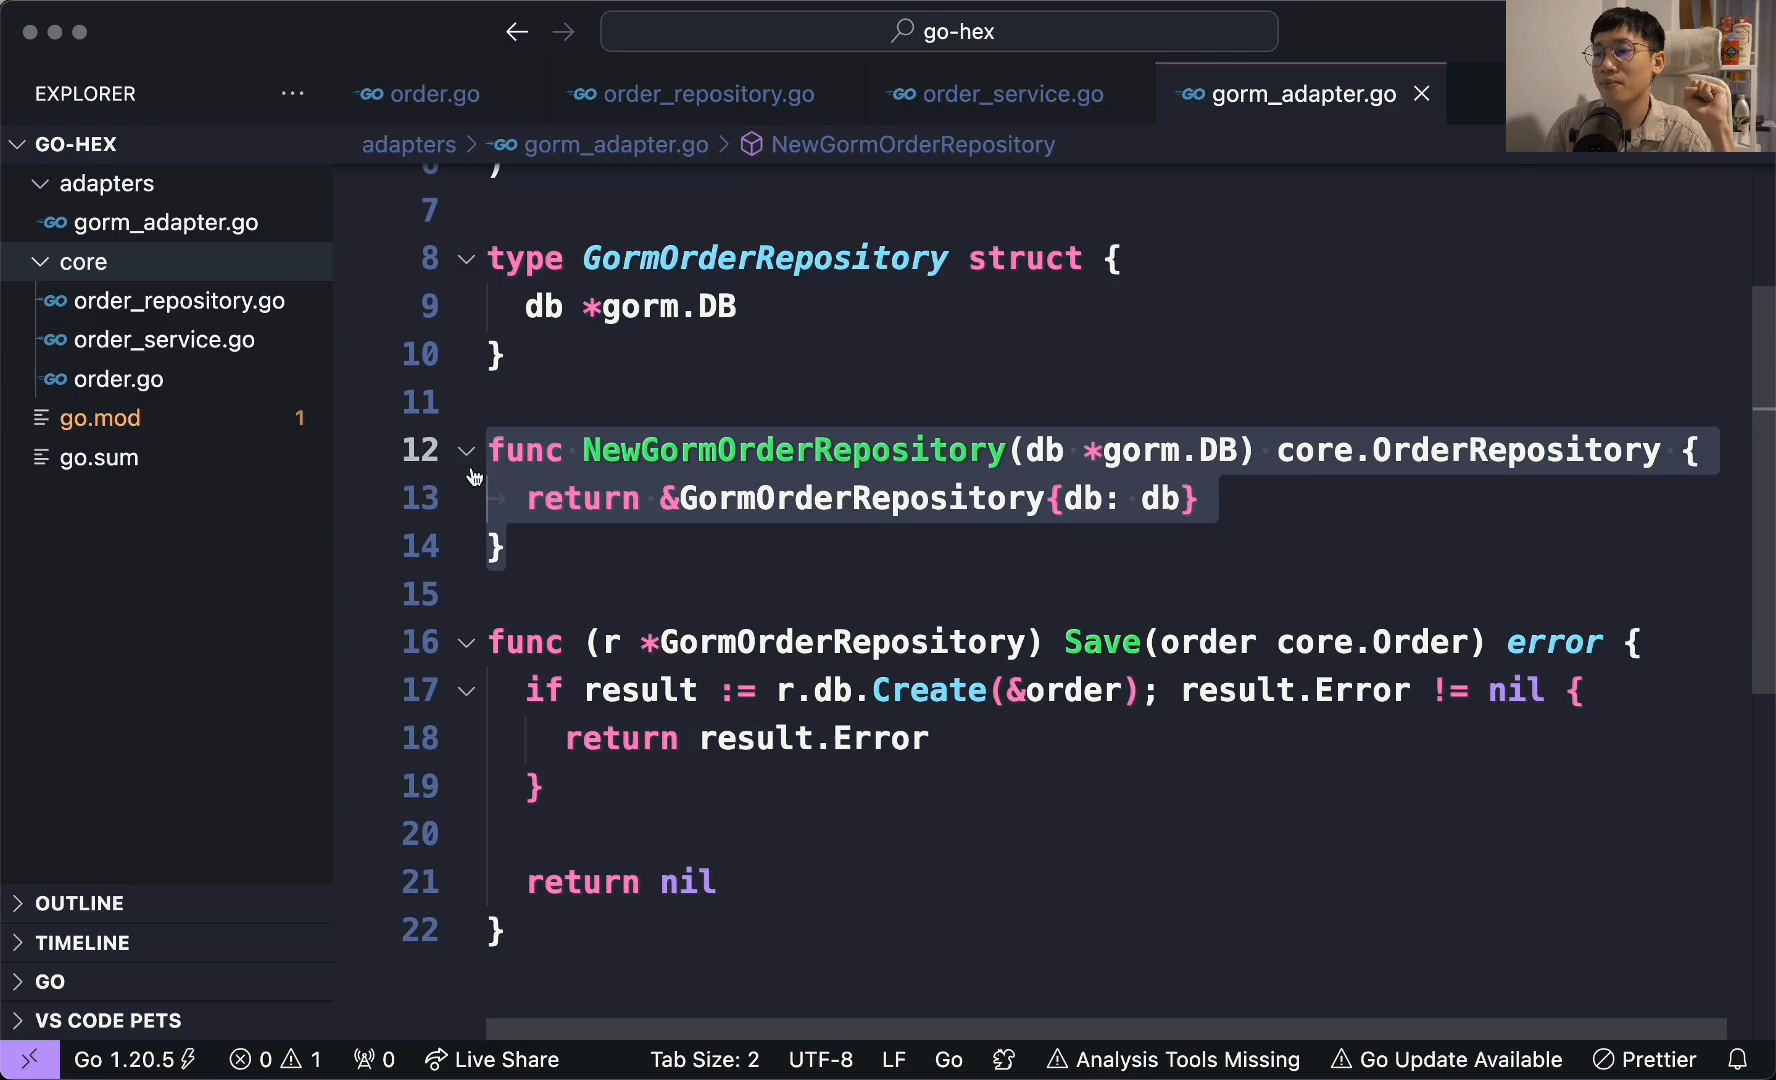 go-hex
EXPLORER
order.go
order_repository.go
order_service.go
gorm_adapter.go
GO-HEX
adapters
gorm_adapter.go
core
order_repository.go
order_service.go
order.go
go.mod 1
go.sum
OUTLINE
TIMELINE
GO
VS CODE PETS
adapters > gorm_adapter.go > NewGormOrderRepository
6 )
7
8 type GormOrderRepository struct {
9 db *gorm.DB
10 }
11
12 func NewGormOrderRepository(db *gorm.DB) core.OrderRepository {
13 return &GormOrderRepository{db: db}
14 }
15
16 func (r *GormOrderRepository) Save(order core.Order) error {
17 if result := r.db.Create(&order); result.Error != nil {
18 return result.Error
19 }
20
21 return nil
22 }
Go 1.20.5 0 1 0 Live Share Tab Size: 2 UTF-8 LF Go Analysis Tools Missing Go Update Available Prettier